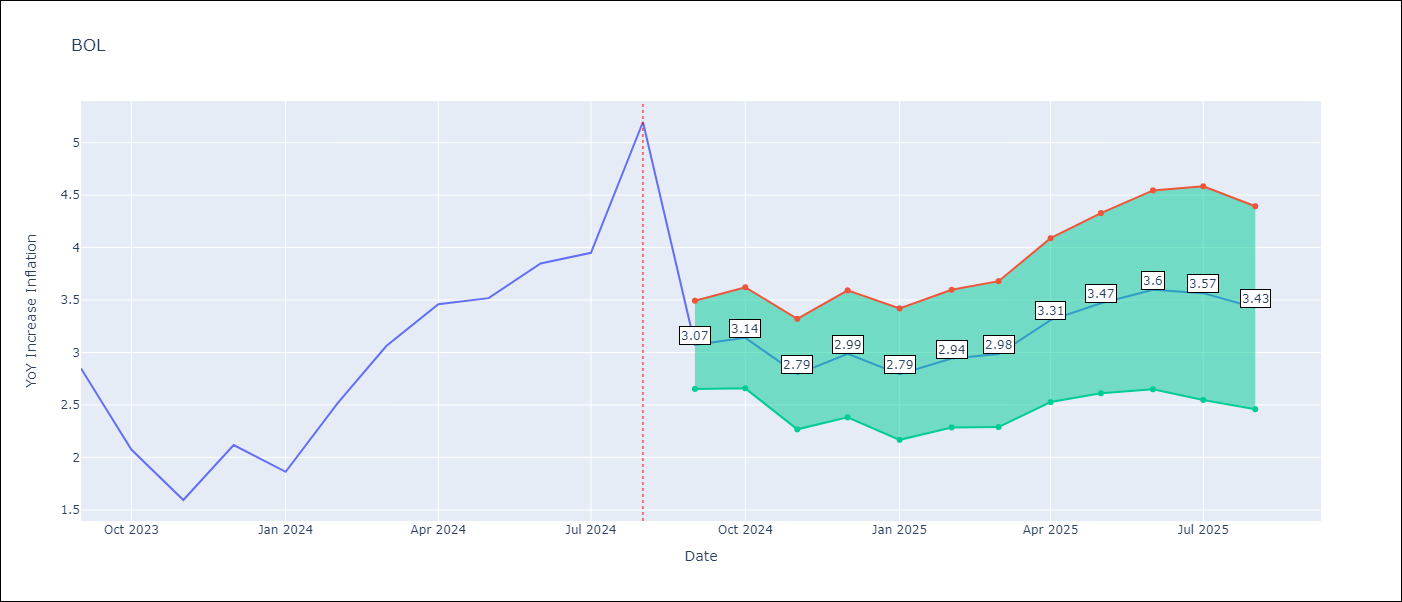 BOL
YoY Increase Inflation
5
4.5
4
3.5
3
2.5
2
1.5
3.07
3.14
2.79
2.99
2.79
2.94
2.98
3.31
3.47
3.6
3.57
3.43
Oct 2023
Jan 2024
Apr 2024
Jul 2024
Oct 2024
Jan 2025
Apr 2025
Jul 2025
Date